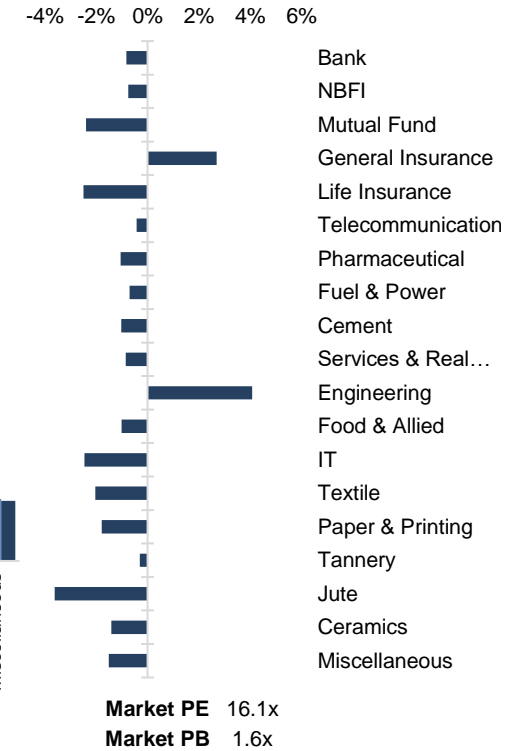 -4% -2% 0% 2% 4% 6%
Bank
NBFI
Mutual Fund
General Insurance
Life Insurance
Telecommunication
Pharmaceutical
Fuel & Power
Cement
Services & Real…
Engineering
Food & Allied
IT
Textile
Paper & Printing
Tannery
Jute
Ceramics
Miscellaneous
Market PE 16.1x
Market PB 1.6x